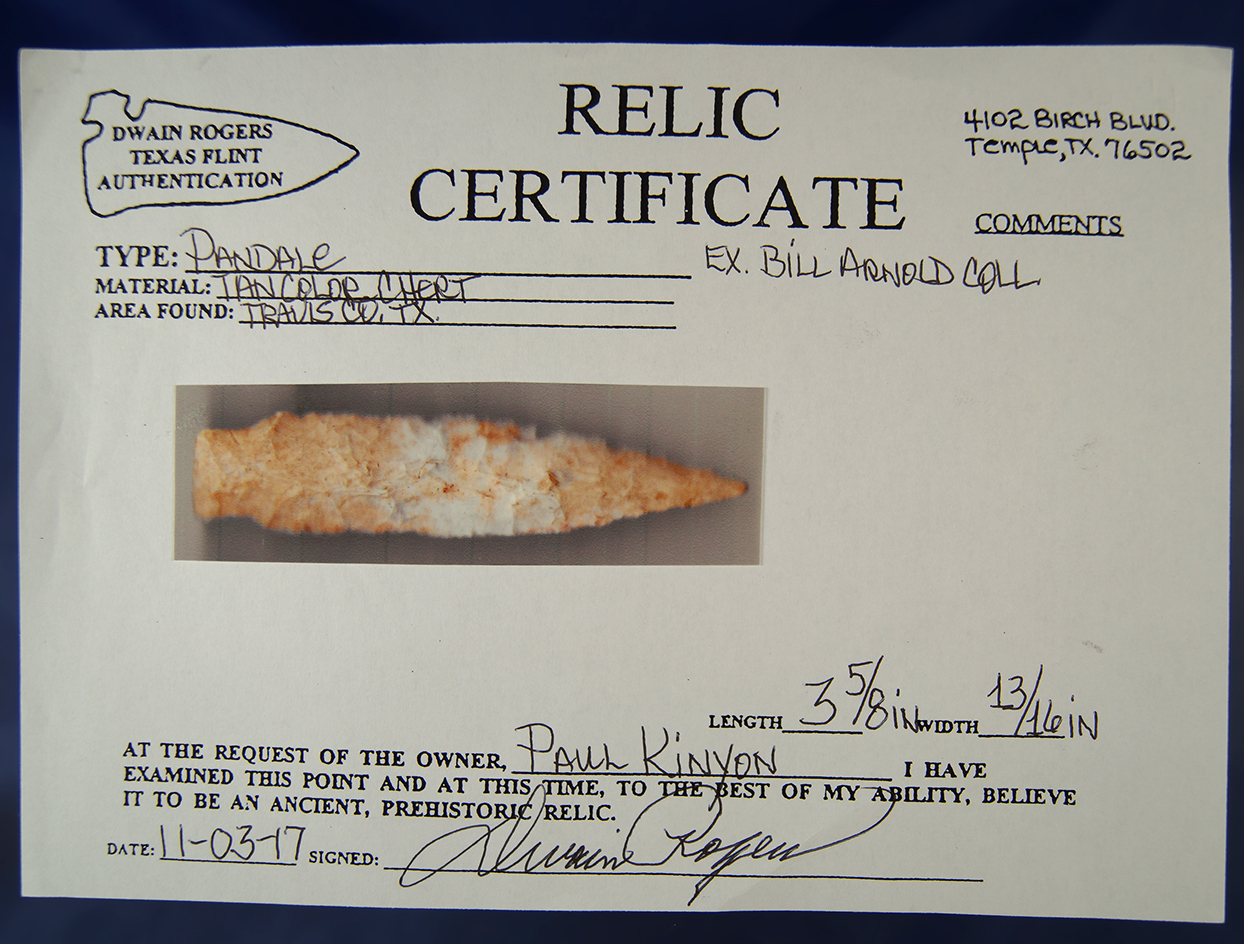 DWAIN ROGERS
TEXAS FLINT
AUTHENTICATION
RELIC
CERTIFICATE
4102 BIRCH BLVD.
Temple, TX. 76502
COMMENTS
EX. BILL ARNOLD COLL
TYPE: PANDALE
MATERIAL: TAN COLOR CHERT
AREA FOUND: TRAVIS CO, TX.
LENGTH 3 5/8 IN WIDTH 13/16 IN
AT THE REQUEST OF THE OWNER, PAUL KINYON I HAVE
EXAMINED THIS POINT AND AT THIS TIME, TO THE BEST OF MY ABILITY, BELIEVE
IT TO BE AN ANCIENT, PREHISTORIC RELIC.
DATE: 11-03-17 SIGNED: Dwain Rogers